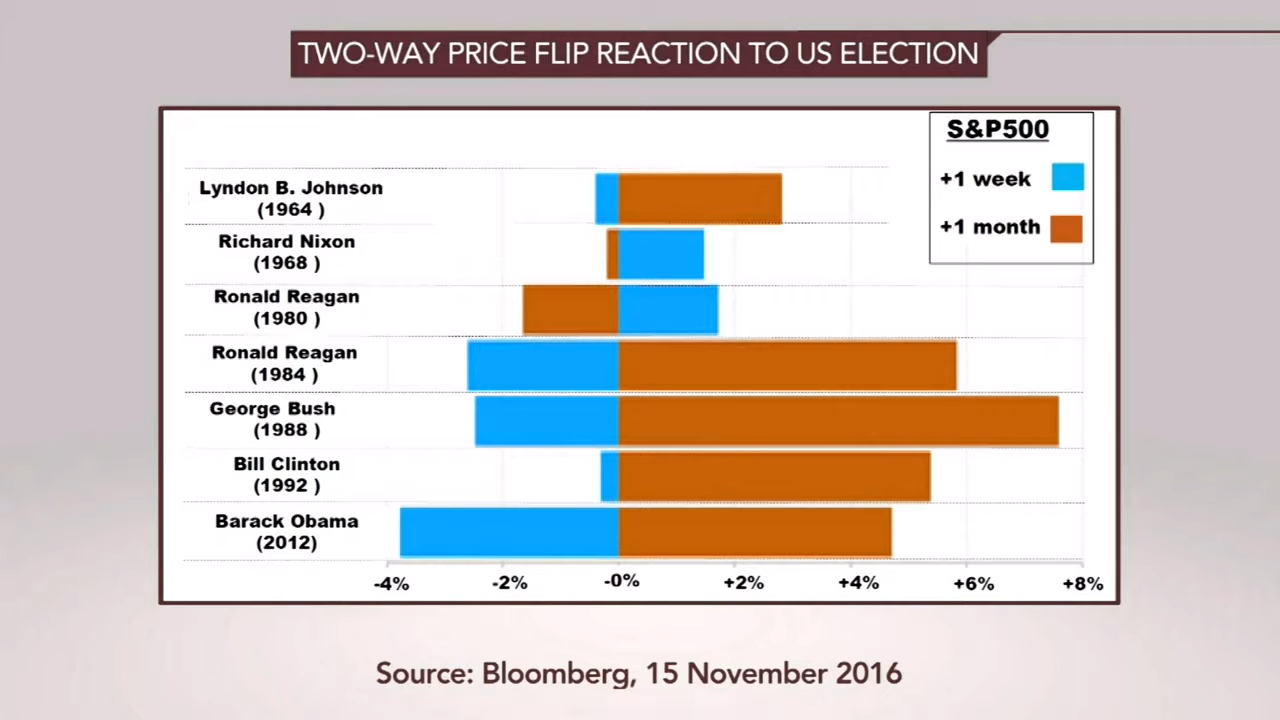 TWO-WAY PRICE FLIP REACTION TO US ELECTION
S&P500
+1 week
+1 month
Lyndon B. Johnson
(1964 )
Richard Nixon
(1968 )
Ronald Reagan
(1980 )
Ronald Reagan
(1984 )
George Bush
(1988 )
Bill Clinton
(1992 )
Barack Obama
(2012)
-4% -2% -0% +2% +4% +6% +8%
Source: Bloomberg, 15 November 2016